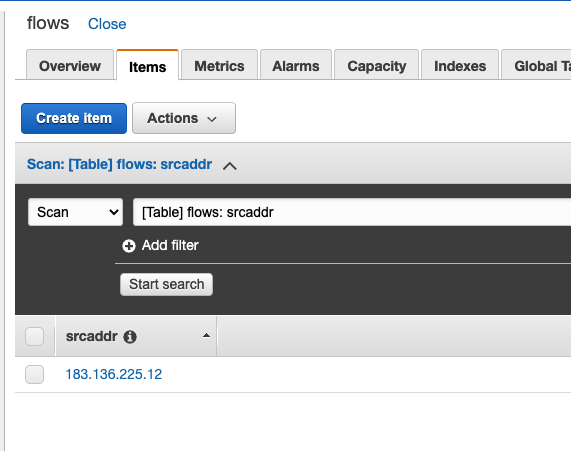 flows Close
Overview Items Metrics Alarms Capacity Indexes Global Ta
Create item Actions
Scan: [Table] flows: srcaddr
Scan [Table] flows: srcaddr
Add filter
Start search
srcaddr
183.136.225.12